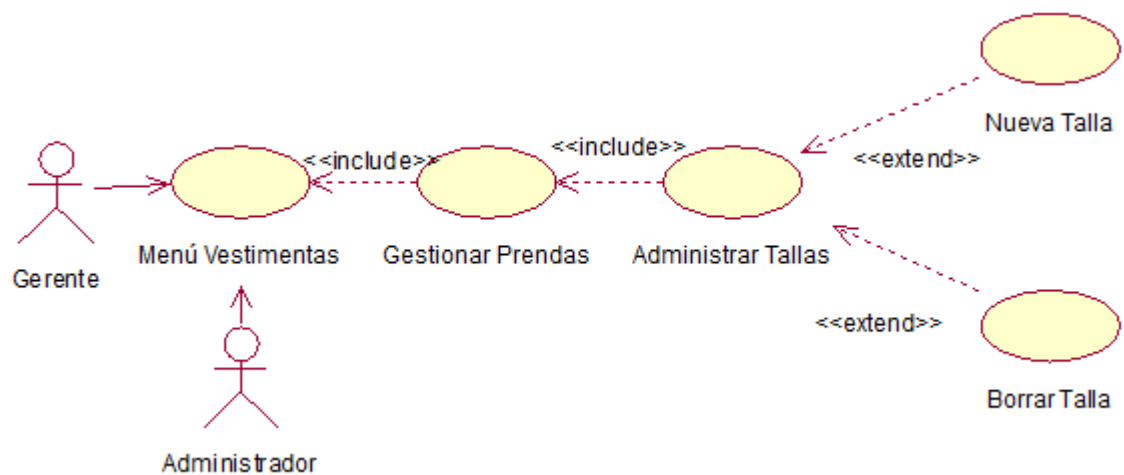 Nueva Talla
<<include>>
<<include>>
<<extend>>
Gerente
Menú Vestimentas
Gestionar Prendas
Administrar Tallas
<<extend>>
Borrar Talla
Administrador